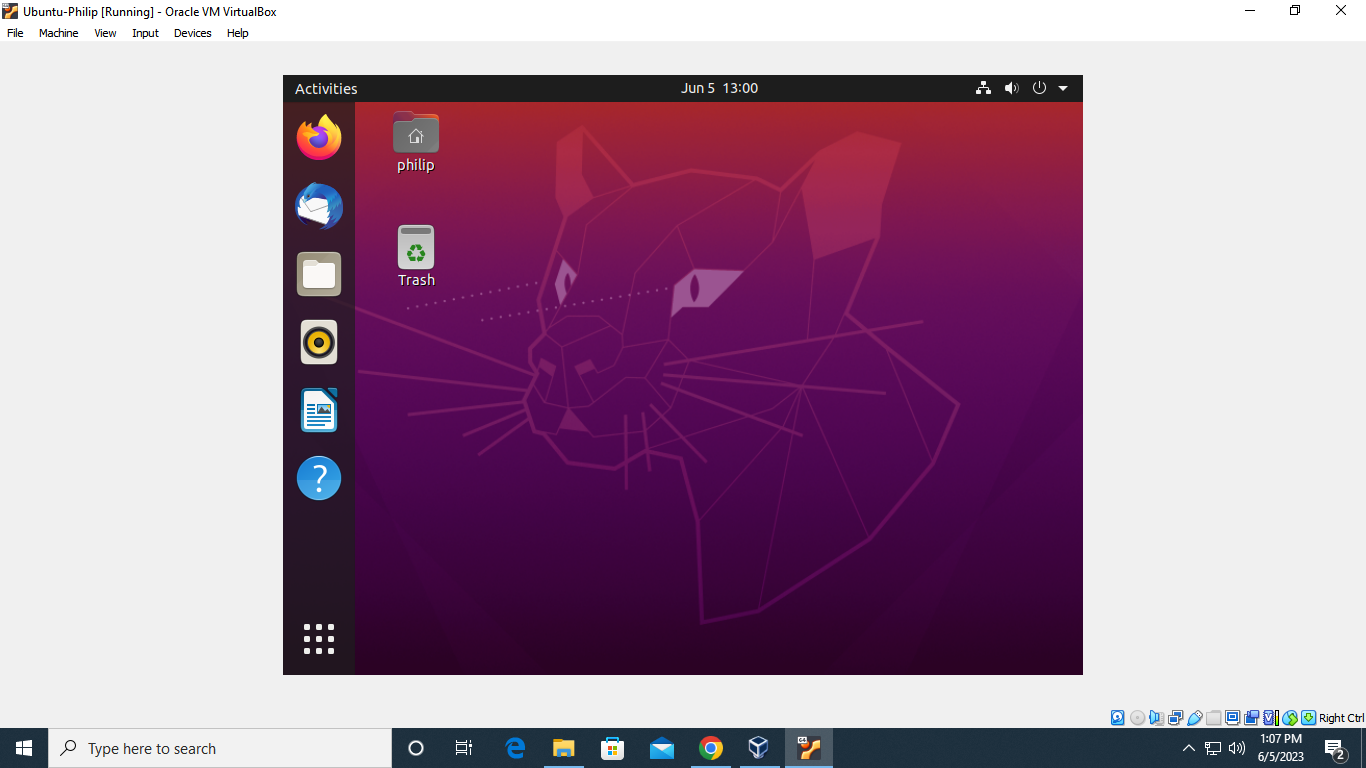 Ubuntu-Philip [Running] - Oracle VM VirtualBox
File Machine View Input Devices Help
Activities Jun 5 13:00
philip
Trash
?
Right Ctrl
Type here to search
1:07 PM
6/5/2023
2